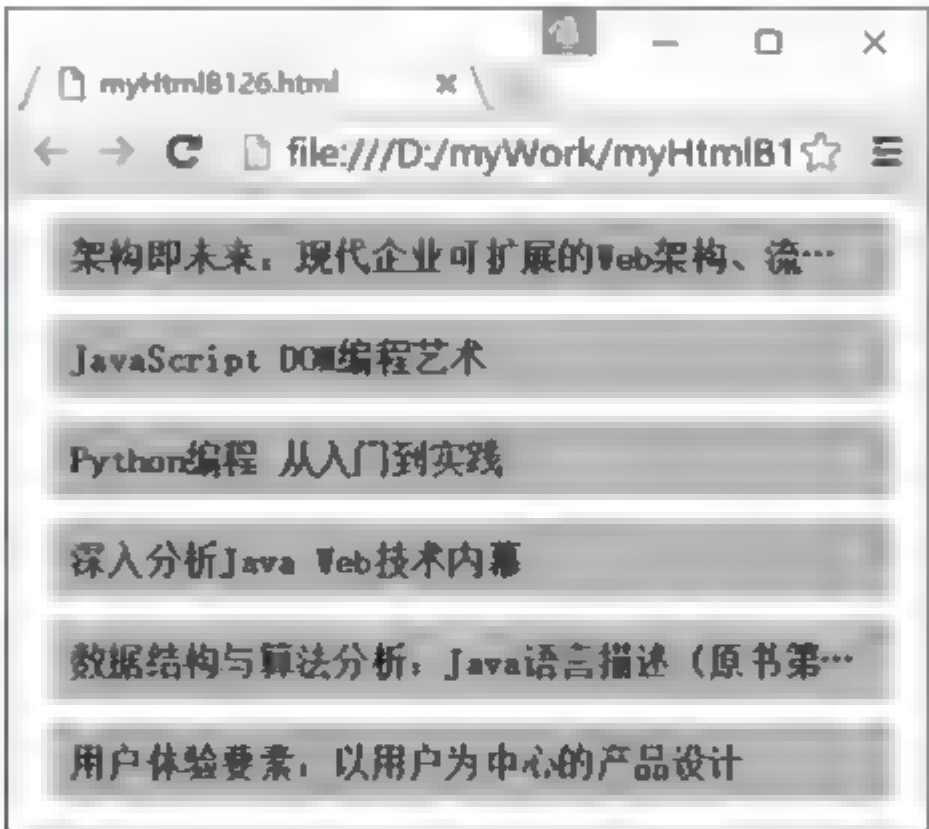 myHtmlB126.html
file:///D:/myWork/myHtmlB1
架构即未来：现代企业可扩展的Web架构、流…
JavaScript DOM编程艺术
Python编程 从入门到实践
深入分析Java Web技术内幕
数据结构与算法分析：Java语言描述（原书第…
用户体验要素：以用户为中心的产品设计